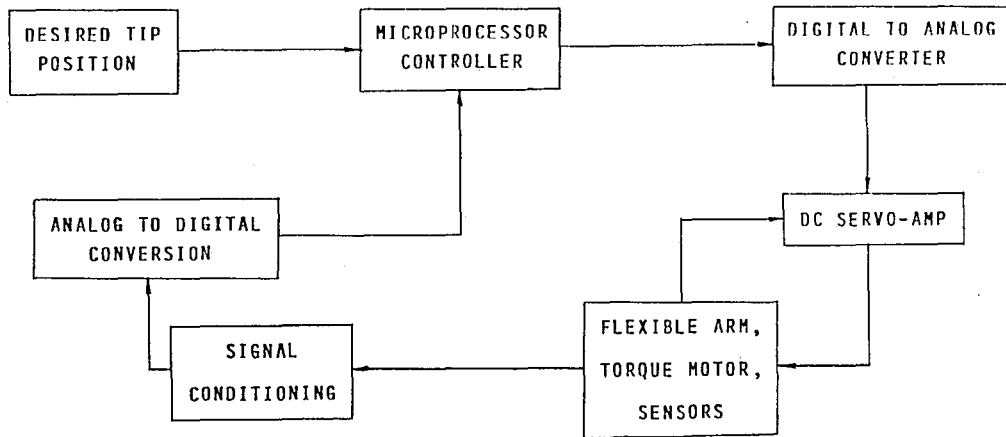 DESIRED TIP
POSITION
MICROPROCESSOR
CONTROLLER
DIGITAL TO ANALOG
CONVERTER
ANALOG TO DIGITAL
CONVERSION
DC SERVO-AMP
SIGNAL
CONDITIONING
FLEXIBLE ARM,
TORQUE MOTOR,
SENSORS